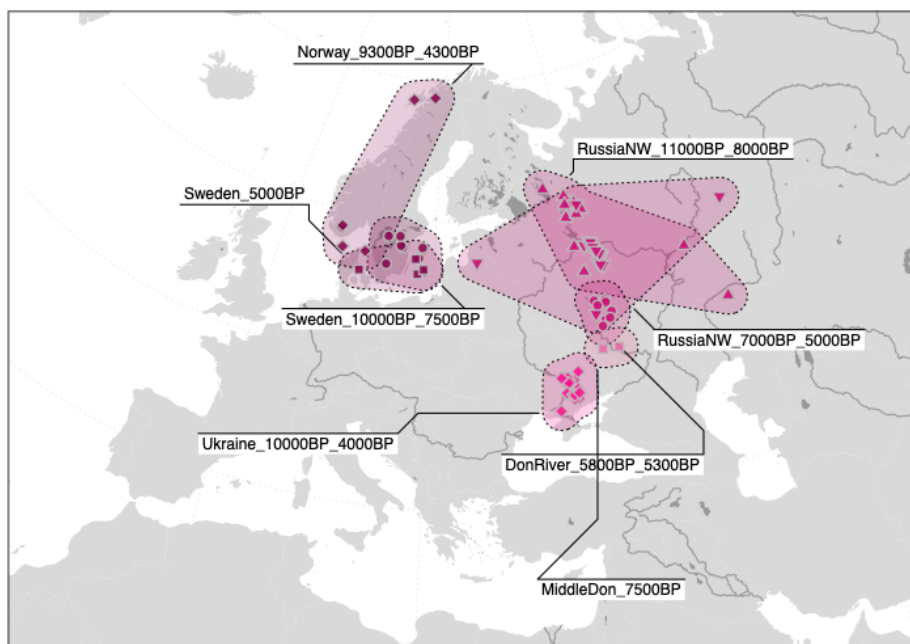 Norway_9300BP_4300BP
RussiaNW_11000BP_8000BP
Sweden_5000BP
Sweden_10000BP_7500BP
RussiaNW_7000BP_5000BP
Ukraine_10000BP_4000BP
DonRiver_5800BP_5300BP
MiddleDon_7500BP